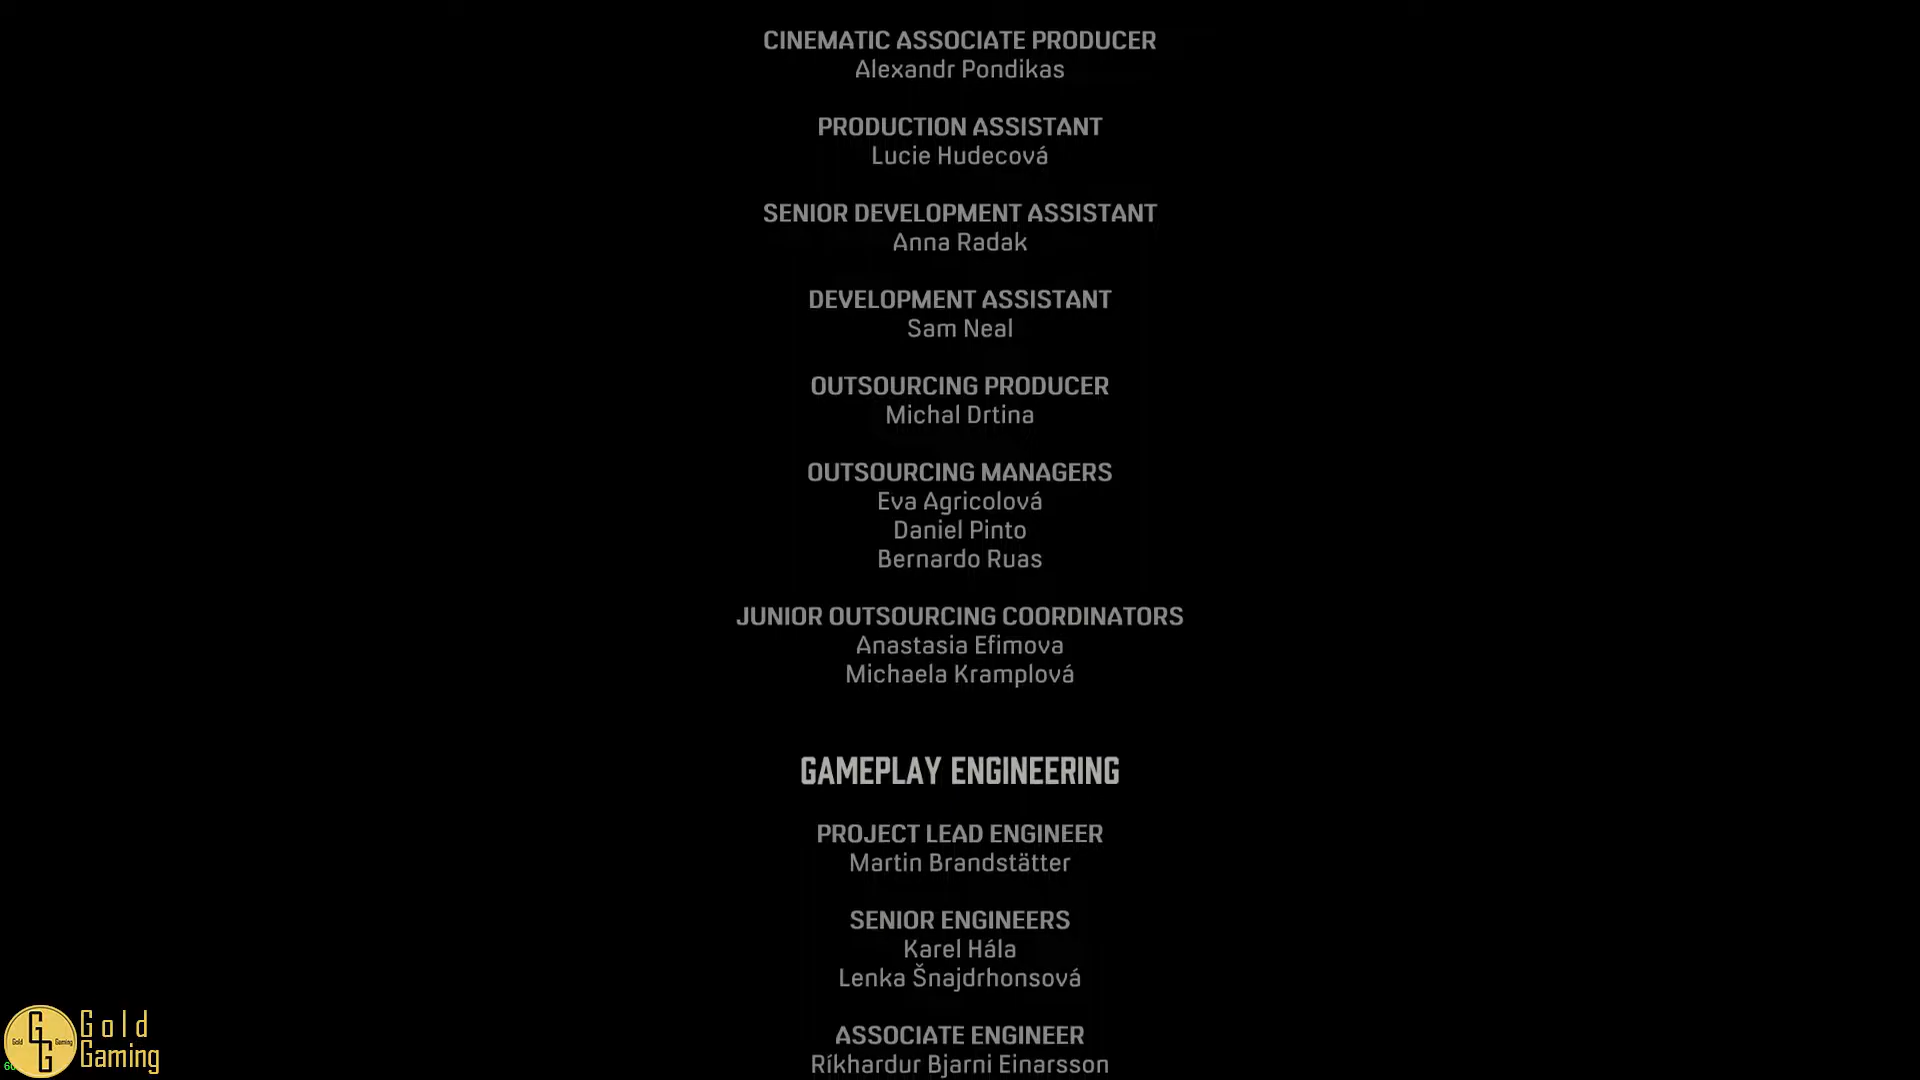 CINEMATIC ASSOCIATE PRODUCER
Alexandr Pondikas
PRODUCTION ASSISTANT
Lucie Hudecová
SENIOR DEVELOPMENT ASSISTANT
Anna Radak
DEVELOPMENT ASSISTANT
Sam Neal
OUTSOURCING PRODUCER
Michal Drtina
OUTSOURCING MANAGERS
Eva Agricolová
Daniel Pinto
Bernardo Ruas
JUNIOR OUTSOURCING COORDINATORS
Anastasia Efimova
Michaela Kramplová
GAMEPLAY ENGINEERING
PROJECT LEAD ENGINEER
Martin Brandstätter
SENIOR ENGINEERS
Karel Hála
Lenka Šnajdrhonsová
ASSOCIATE ENGINEER
Ríkhardur Bjarni Einarsson
GG
Gold Gaming
Gold
Gaming